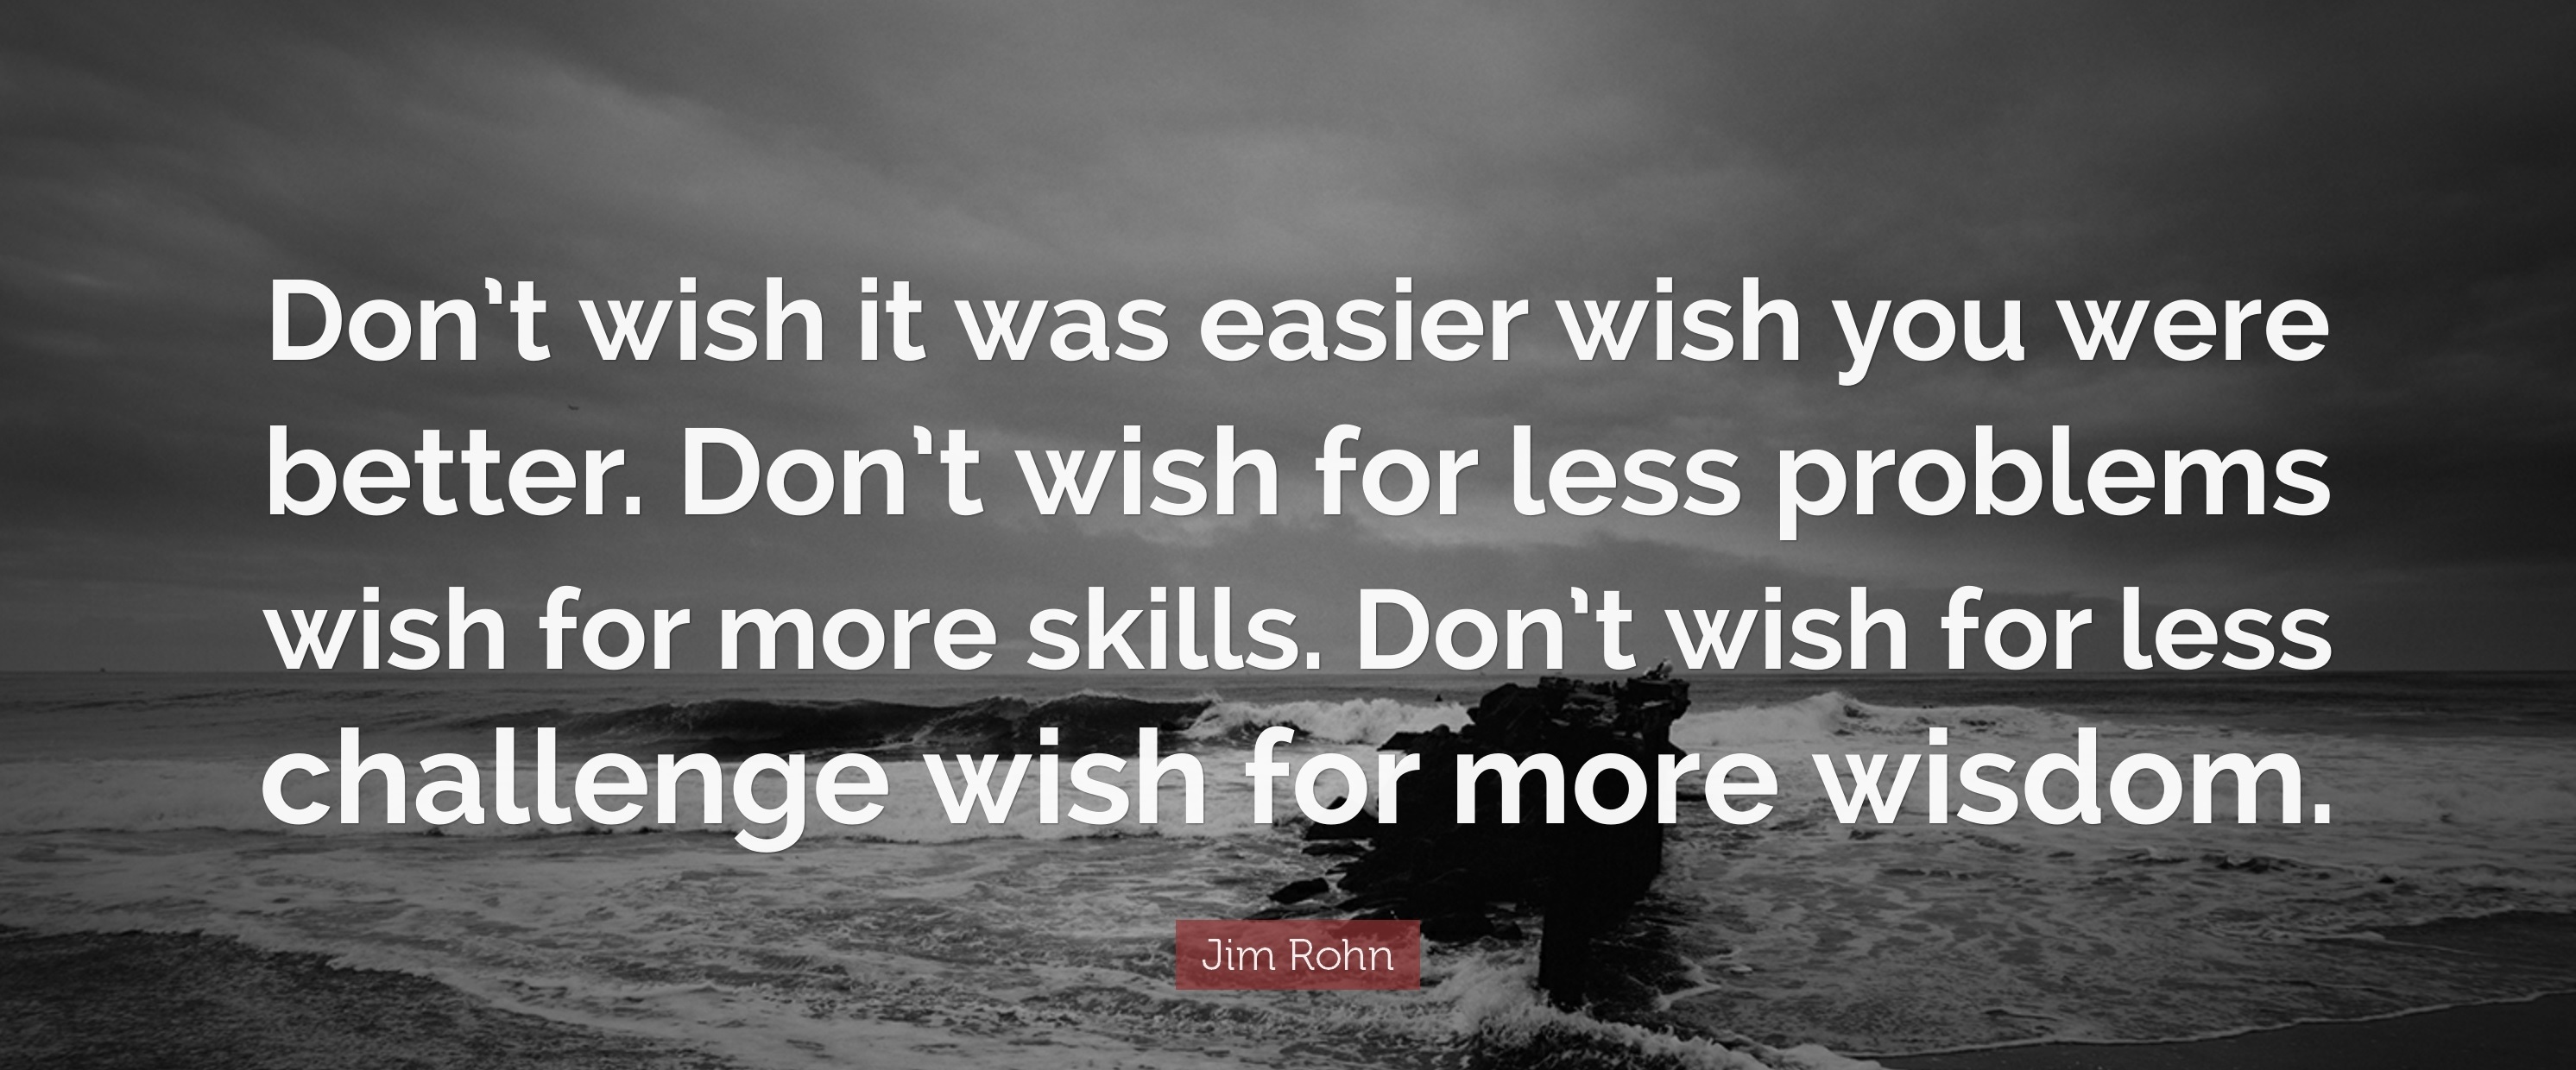 Don’t wish it was easier wish you were
better. Don’t wish for less problems
wish for more skills. Don’t wish for less
challenge wish for more wisdom.
Jim Rohn